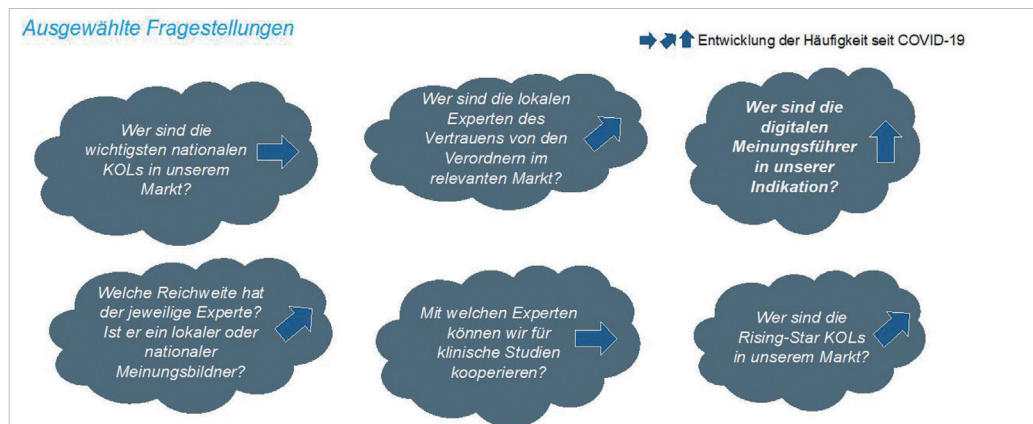 Ausgewählte Fragestellungen
Entwicklung der Häufigkeit seit COVID-19
Wer sind die
wichtigsten nationalen
KOLs in unserem
Markt?
Wer sind die lokalen
Experten des
Vertrauens von den
Verordnern im
relevanten Markt?
Wer sind die
digitalen
Meinungsführer
in unserer
Indikation?
Welche Reichweite hat
der jeweilige Experte?
Ist er ein lokaler oder
nationaler
Meinungsbildner?
Mit welchen Experten
können wir für
klinische Studien
kooperieren?
Wer sind die
Rising-Star KOLs
in unserem Markt?